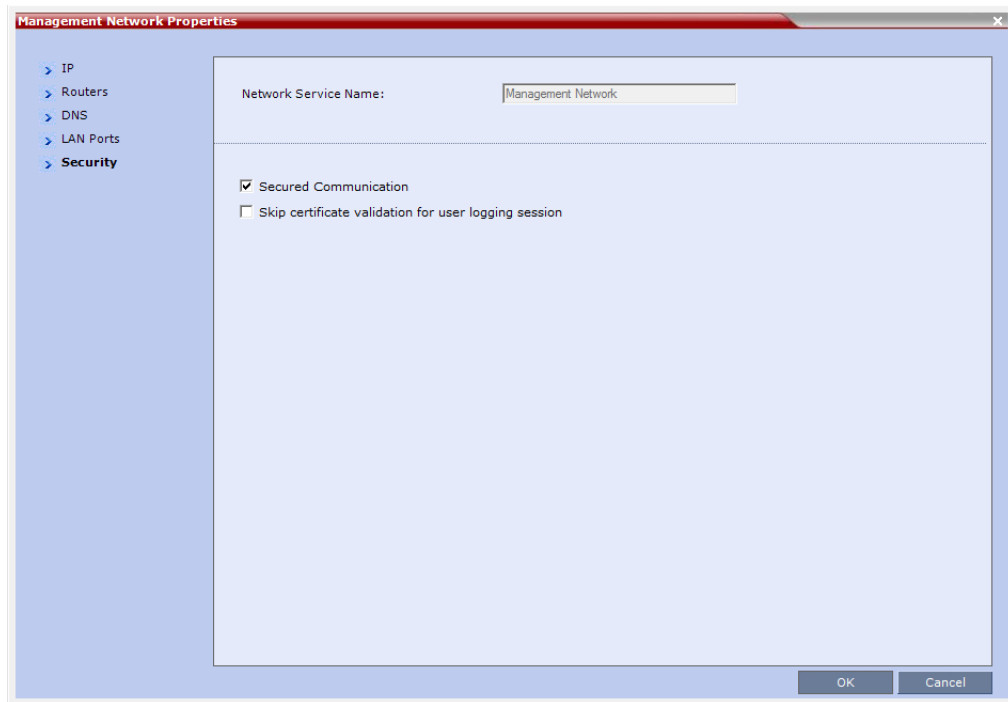 Management Network Properties
IP
Routers
DNS
LAN Ports
Security
Network Service Name: Management Network
Secured Communication
Skip certificate validation for user logging session
OK Cancel